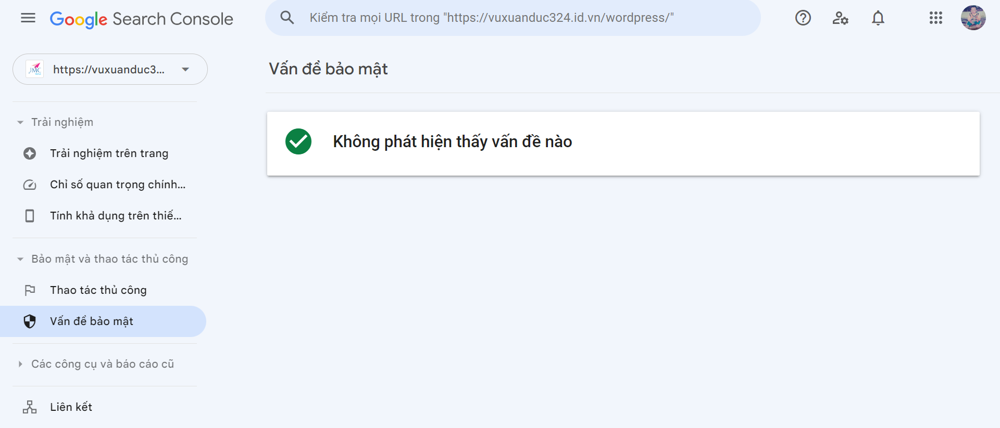 Google Search Console
Kiểm tra mọi URL trong "https://vuxuanduc324.id.vn/wordpress/"
JMC
https://vuxuanduc3...
Vấn đề bảo mật
Không phát hiện thấy vấn đề nào
Trải nghiệm
Trải nghiệm trên trang
Chỉ số quan trọng chính...
Tính khả dụng trên thiế...
Bảo mật và thao tác thủ công
Thao tác thủ công
Vấn đề bảo mật
Các công cụ và báo cáo cũ
Liên kết